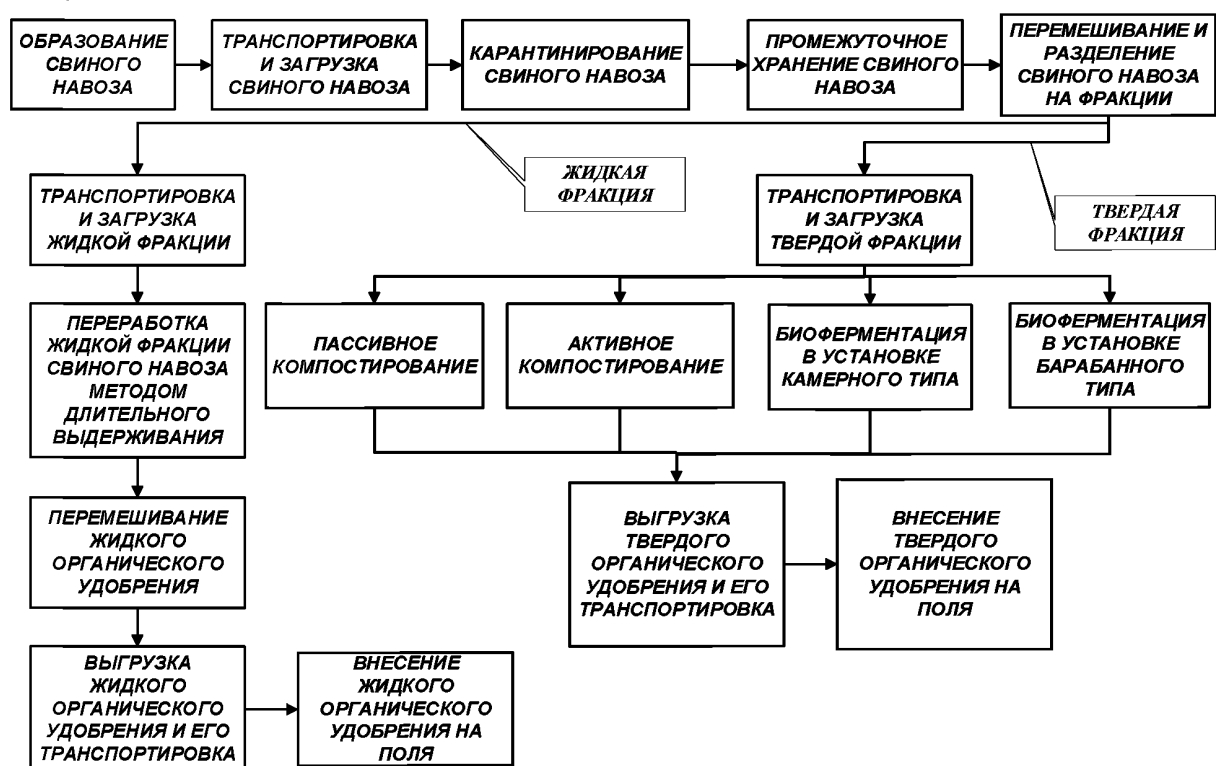 ОБРАЗОВАНИЕ
СВИНОГО
НАВОЗА
ТРАНСПОРТИРОВКА
И ЗАГРУЗКА
СВИНОГО НАВОЗА
КАРАНТИНИРОВАНИЕ
СВИНОГО НАВОЗА
ПРОМЕЖУТОЧНОЕ
ХРАНЕНИЕ СВИНОГО
НАВОЗА
ПЕРЕМЕШИВАНИЕ И
РАЗДЕЛЕНИЕ
СВИНОГО НАВОЗА
НА ФРАКЦИИ
ЖИДКАЯ
ФРАКЦИЯ
ТВЕРДАЯ
ФРАКЦИЯ
ТРАНСПОРТИРОВКА
И ЗАГРУЗКА
ЖИДКОЙ ФРАКЦИИ
ТРАНСПОРТИРОВКА
И ЗАГРУЗКА
ТВЕРДОЙ ФРАКЦИИ
ПЕРЕРАБОТКА
ЖИДКОЙ ФРАКЦИИ
СВИНОГО НАВОЗА
МЕТОДОМ
ДЛИТЕЛЬНОГО
ВЫДЕРЖИВАНИЯ
ПАССИВНОЕ
КОМПОСТИРОВАНИЕ
АКТИВНОЕ
КОМПОСТИРОВАНИЕ
БИОФЕРМЕНТАЦИЯ
В УСТАНОВКЕ
КАМЕРНОГО ТИПА
БИОФЕРМЕНТАЦИЯ
В УСТАНОВКЕ
БАРАБАННОГО
ТИПА
ПЕРЕМЕШИВАНИЕ
ЖИДКОГО
ОРГАНИЧЕСКОГО
УДОБРЕНИЯ
ВЫГРУЗКА
ТВЕРДОГО
ОРГАНИЧЕСКОГО
УДОБРЕНИЯ И ЕГО
ТРАНСПОРТИРОВКА
ВНЕСЕНИЕ
ТВЕРДОГО
ОРГАНИЧЕСКОГО
УДОБРЕНИЯ НА
ПОЛЯ
ВЫГРУЗКА
ЖИДКОГО
ОРГАНИЧЕСКОГО
УДОБРЕНИЯ И ЕГО
ТРАНСПОРТИРОВКА
ВНЕСЕНИЕ
ЖИДКОГО
ОРГАНИЧЕСКОГО
УДОБРЕНИЯ НА
ПОЛЯ